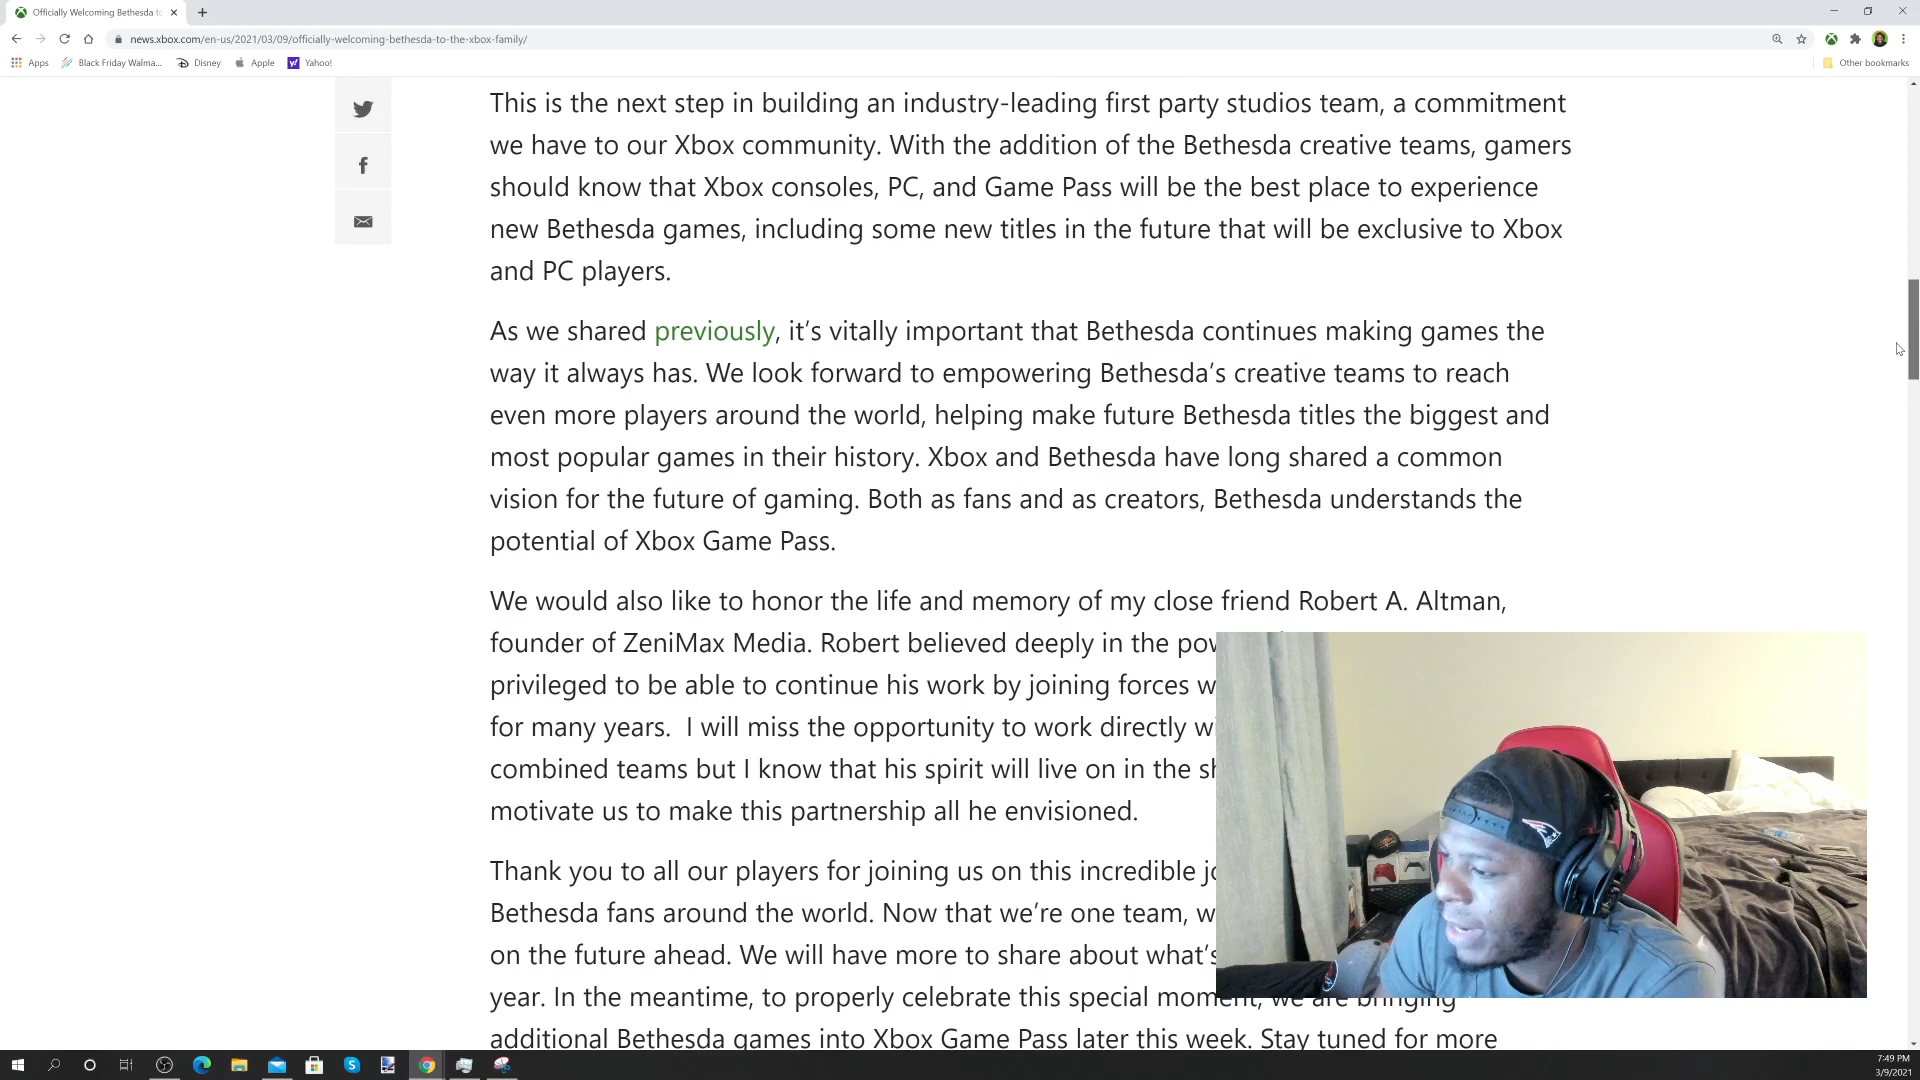 Officially Welcoming Bethesda to
news.xbox.com/en-us/2021/03/09/officially-welcoming-bethesda-to-the-xbox-family/
Apps Black Friday Walma... Disney Apple Yahoo! Other bookmarks
This is the next step in building an industry-leading first party studios team, a commitment
we have to our Xbox community. With the addition of the Bethesda creative teams, gamers
should know that Xbox consoles, PC, and Game Pass will be the best place to experience
new Bethesda games, including some new titles in the future that will be exclusive to Xbox
and PC players.
As we shared previously, it’s vitally important that Bethesda continues making games the
way it always has. We look forward to empowering Bethesda’s creative teams to reach
even more players around the world, helping make future Bethesda titles the biggest and
most popular games in their history. Xbox and Bethesda have long shared a common
vision for the future of gaming. Both as fans and as creators, Bethesda understands the
potential of Xbox Game Pass.
We would also like to honor the life and memory of my close friend Robert A. Altman,
founder of ZeniMax Media. Robert believed deeply in the
privileged to be able to continue his work by joining forces
for many years. I will miss the opportunity to work directly
combined teams but I know that his spirit will live on in the
motivate us to make this partnership all he envisioned.
Thank you to all our players for joining us on this incredible
Bethesda fans around the world. Now that we’re one team,
on the future ahead. We will have more to share about
year. In the meantime, to properly celebrate this special moment, we are bringing
additional Bethesda games into Xbox Game Pass later this week. Stay tuned for more
7:49 PM
3/9/2021